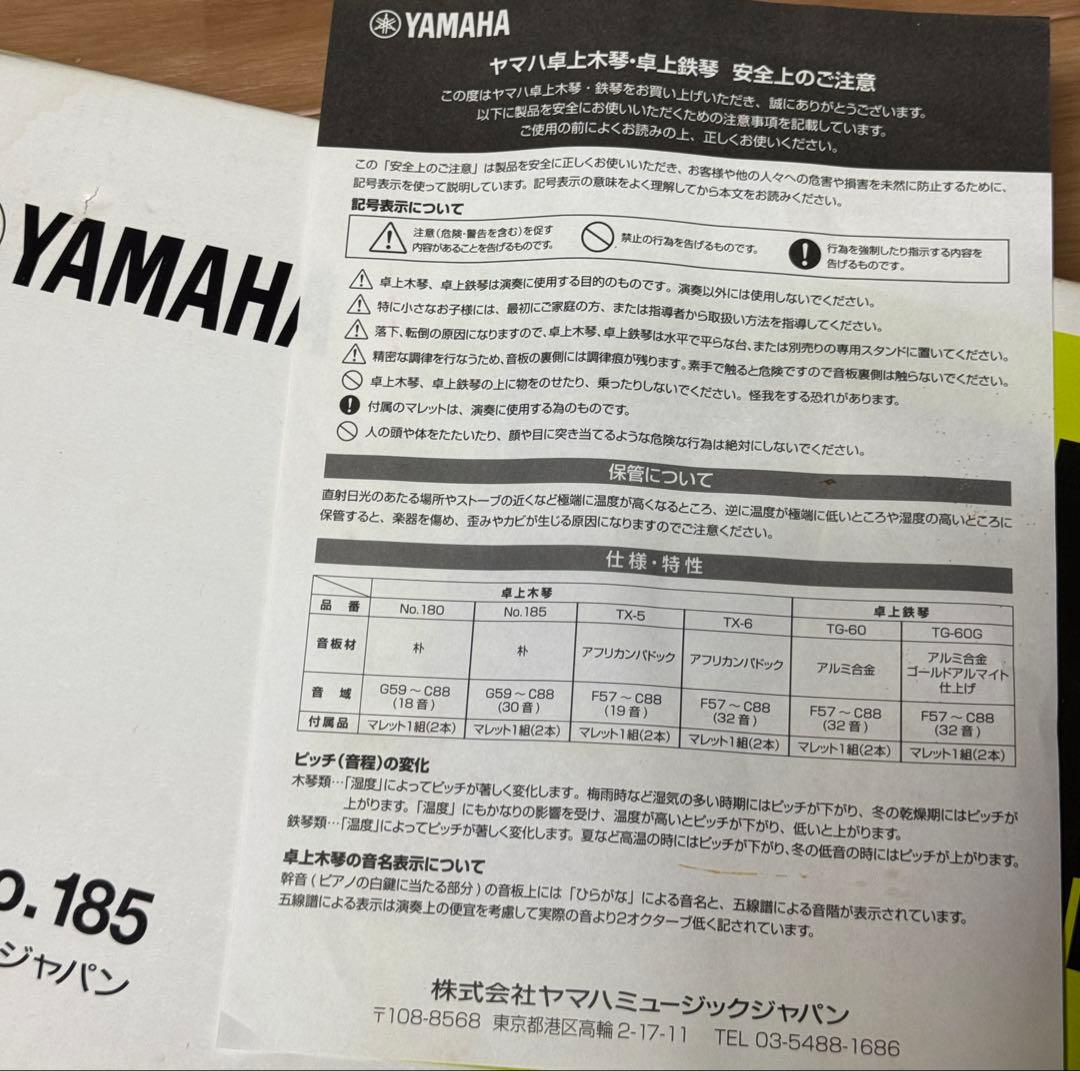 YAMAHA
ヤマハ卓上木琴・卓上鉄琴 安全上のご注意
この度はヤマハ卓上木琴・鉄琴をお買い上げいただき、誠にありがとうございます。
以下に製品を安全にお使いいただくための注意事項を記載しています。
ご使用の前によくお読みの上、正しくお使いください。
この「安全上のご注意」は製品を安全に正しくお使いいただき、お客様や他の人々への危害や損害を未然に防止するために、
記号表示を使って説明しています。記号表示の意味をよく理解してから本文をお読みください。
記号表示について
注意(危険・警告を含む)を促す
内容があることを告げるものです。
禁止の行為を告げるものです。
行為を強制したり指示する内容を
告げるものです。
卓上木琴、卓上鉄琴は演奏に使用する目的のものです。演奏以外には使用しないでください。
特に小さなお子様には、最初にご家庭の方、または指導者から取扱い方法を指導してください。
落下、転倒の原因になりますので、卓上木琴、卓上鉄琴は水平で平らな台、または別売りの専用スタンドに置いてください。
精密な調律を行なうため、音板の裏側には調律痕が残ります。素手で触ると危険ですので音板裏側は触らないでください。
卓上木琴、卓上鉄琴の上に物をのせたり、乗ったりしないでください。怪我をする恐れがあります。
付属のマレットは、演奏に使用する為のものです。
人の頭や体をたたいたり、顔や目に突き当てるような危険な行為は絶対にしないでください。
保管について
直射日光のあたる場所やストーブの近くなど極端に温度が高くなるところ、逆に温度が極端に低いところや湿度の高いところに
保管すると、楽器を傷め、歪みやカビが生じる原因になりますのでご注意ください。
仕様・特性
卓上木琴 卓上鉄琴
品番 No.180 No.185 TX-5 TX-6 TG-60 TG-60G
音板材 朴 朴 アフリカンパドック アフリカンパドック アルミ合金 アルミ合金
ゴールドアルマイト
仕上げ
音域 G59～C88 G59～C88 F57～C88 F57～C88 F57～C88 F57～C88
(18音) (30音) (19音) (32音) (32音) (32音)
付属品 マレット1組(2本) マレット1組(2本) マレット1組(2本) マレット1組(2本) マレット1組(2本) マレット1組(2本)
ピッチ(音程)の変化
木琴類…「湿度」によってピッチが著しく変化します。梅雨時など湿気の多い時期にはピッチが下がり、冬の乾燥期にはピッチが
上がります。「温度」にもかなりの影響を受け、温度が高いとピッチが下がり、低いと上がります。
鉄琴類…「温度」によってピッチが著しく変化します。夏など高温の時にはピッチが下がり、冬の低音の時にはピッチが上がります。
卓上木琴の音名表示について
幹音(ピアノの白鍵に当たる部分)の音板上には「ひらがな」による音名と、五線譜による音階が表示されています。
五線譜による表示は演奏上の便宜を考慮して実際の音より2オクターブ低く記されています。
株式会社ヤマハミュージックジャパン
〒108-8568 東京都港区高輪2-17-11 TEL 03-5488-1686
YAMAHA
o.185
ジャパン